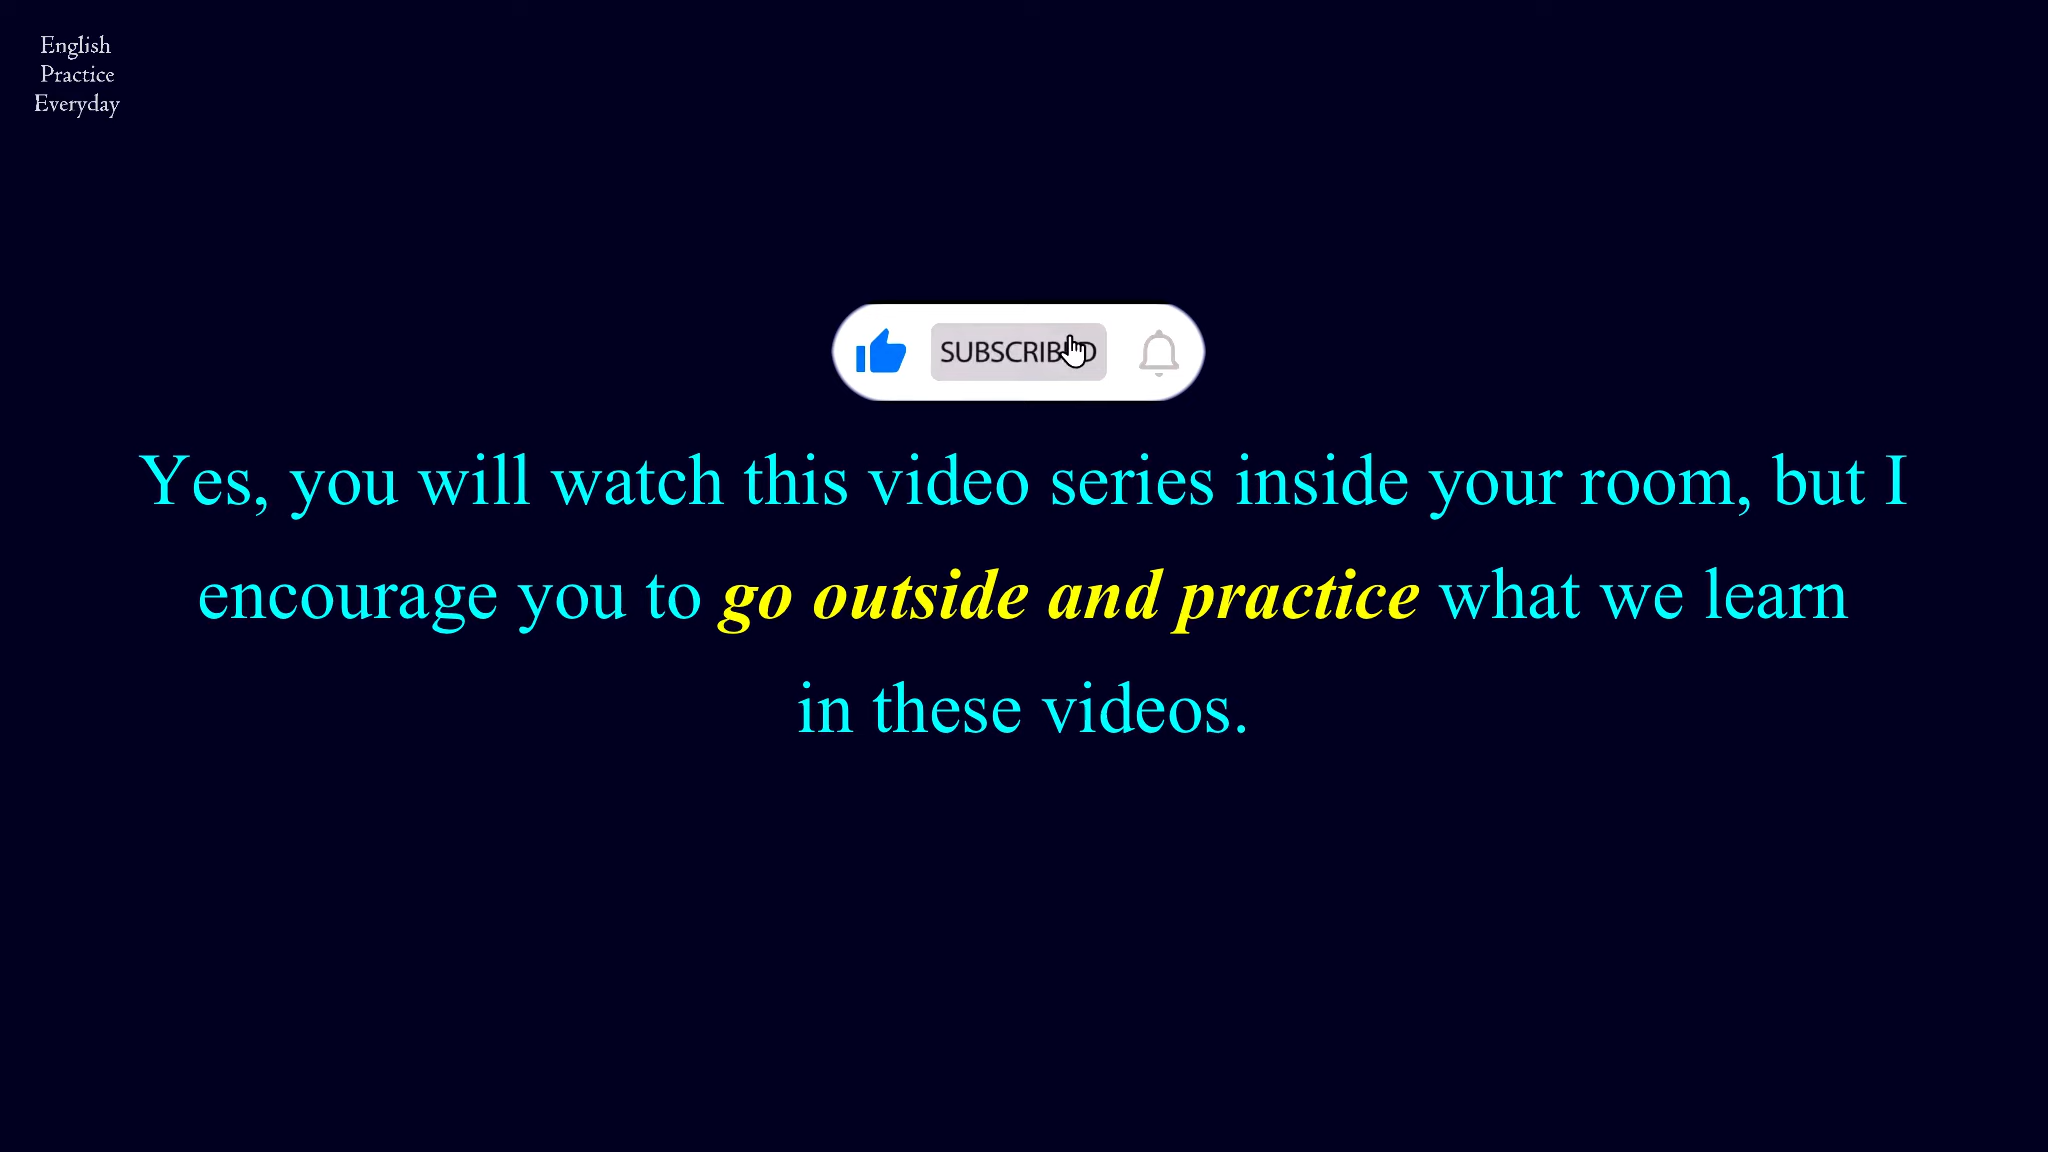 English
Practice
Everyday
SUBSCRIBED
Yes, you will watch this video series inside your room, but I
encourage you to go outside and practice what we learn
in these videos.